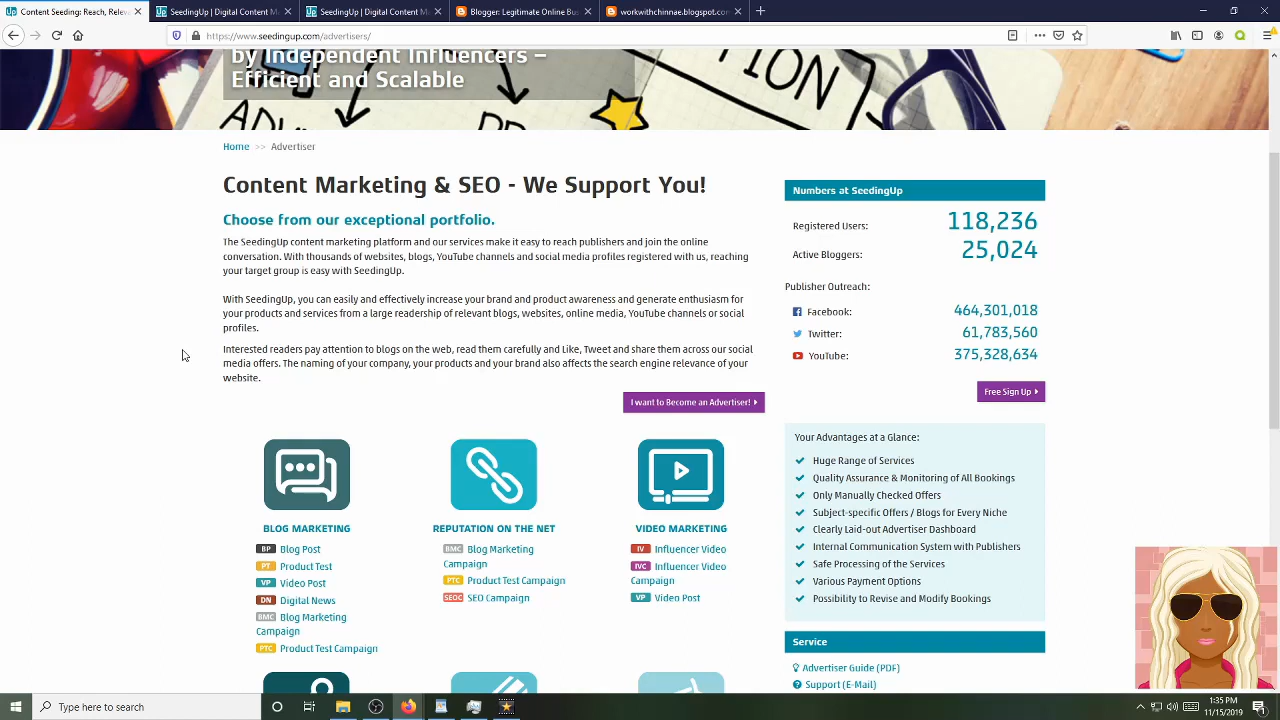 Content Seeding: Reach, Releva
SeedingUp | Digital Content M
SeedingUp | Digital Content M
Blogger: Legitimate Online Bu
workwithchinnae.blogspot.com
https://www.seedingup.com/advertisers/
by Independent Influencers –
Efficient and Scalable
Home >> Advertiser
Content Marketing & SEO - We Support You!
Choose from our exceptional portfolio.
The SeedingUp content marketing platform and our services make it easy to reach publishers and join the online
conversation. With thousands of websites, blogs, YouTube channels and social media profiles registered with us, reaching
your target group is easy with SeedingUp.
With SeedingUp, you can easily and effectively increase your brand and product awareness and generate enthusiasm for
your products and services from a large readership of relevant blogs, websites, online media, YouTube channels or social
profiles.
Interested readers pay attention to blogs on the web, read them carefully and Like, Tweet and share them across our social
media offers. The naming of your company, your products and your brand also affects the search engine relevance of your
website.
I want to Become an Advertiser!
BLOG MARKETING
BP Blog Post
PT Product Test
VP Video Post
DN Digital News
BMC Blog Marketing
Campaign
PTC Product Test Campaign
REPUTATION ON THE NET
BMC Blog Marketing
Campaign
PTC Product Test Campaign
SEOC SEO Campaign
VIDEO MARKETING
IV Influencer Video
IVC Influencer Video
Campaign
VP Video Post
Numbers at SeedingUp
Registered Users: 118,236
Active Bloggers: 25,024
Publisher Outreach:
Facebook: 464,301,018
Twitter: 61,783,560
YouTube: 375,328,634
Free Sign Up
Your Advantages at a Glance:
Huge Range of Services
Quality Assurance & Monitoring of All Bookings
Only Manually Checked Offers
Subject-specific Offers / Blogs for Every Niche
Clearly Laid-out Advertiser Dashboard
Internal Communication System with Publishers
Safe Processing of the Services
Various Payment Options
Possibility to Revise and Modify Bookings
Service
Advertiser Guide (PDF)
Support (E-Mail)
Type here to search
1:35 PM
11/15/2019